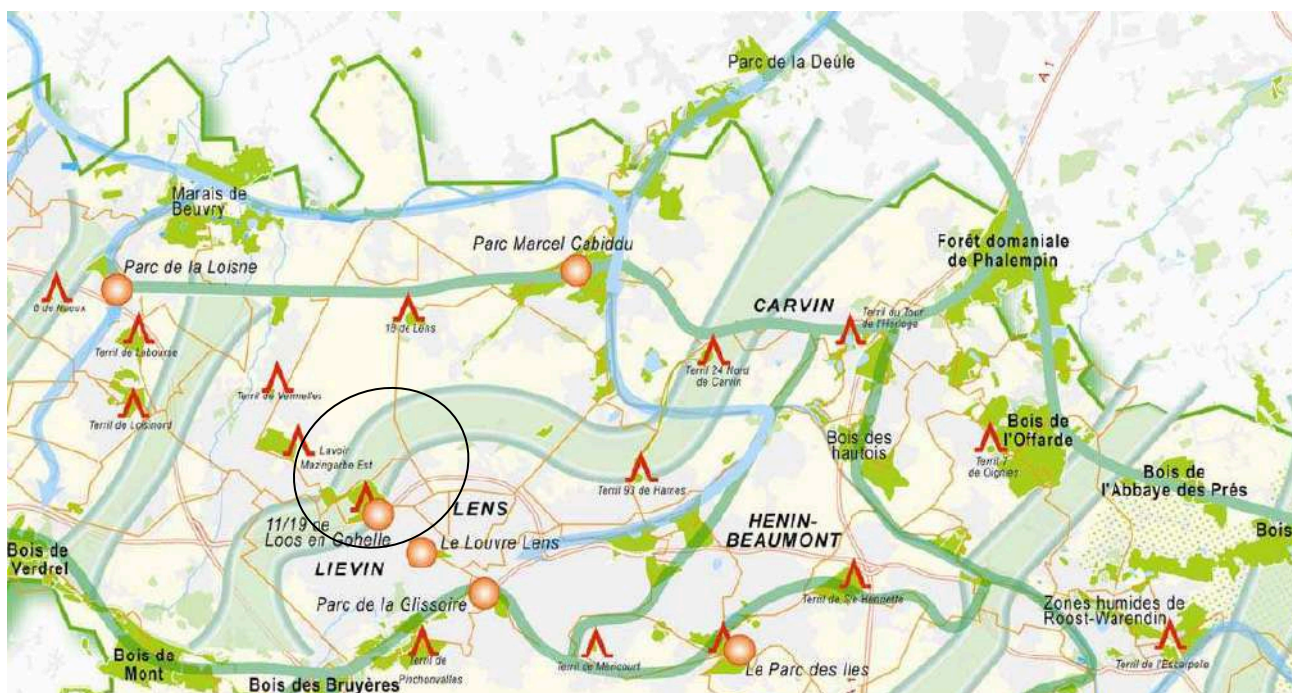 Parc de la Deûle
A 1
Marais de
Beuvry
Parc Marcel Cabiddu
Forêt domaniale
de Phalempin
Parc de la Loisne
CARVIN
Terril du Tour
de l'Horloge
18 de Lens
Terril de Labourse
Terril 24 Nord
de Carvin
Terril de Vermelles
Terril de Loisinord
Bois de
l'Offarde
Bois des
hautois
Lavoir
Mazingarbe Est
Terril 7
de Oignies
Terril 93 de Harnes
Bois de
l'Abbaye des Prés
LENS
11/19 de
Loos en Gohelle
HENIN-
BEAUMONT
Bois
Le Louvre Lens
Bois de
Verdrel
LIEVIN
Parc de la Glissoire
Terril de Ste Henriette
Zones humides de
Roost-Warendin
Bois de
Mont
Terril de
Pinchonvalles
Terril de Méricourt
Le Parc des Iles
Terril de l'Escarpelle
Bois des Bruyères